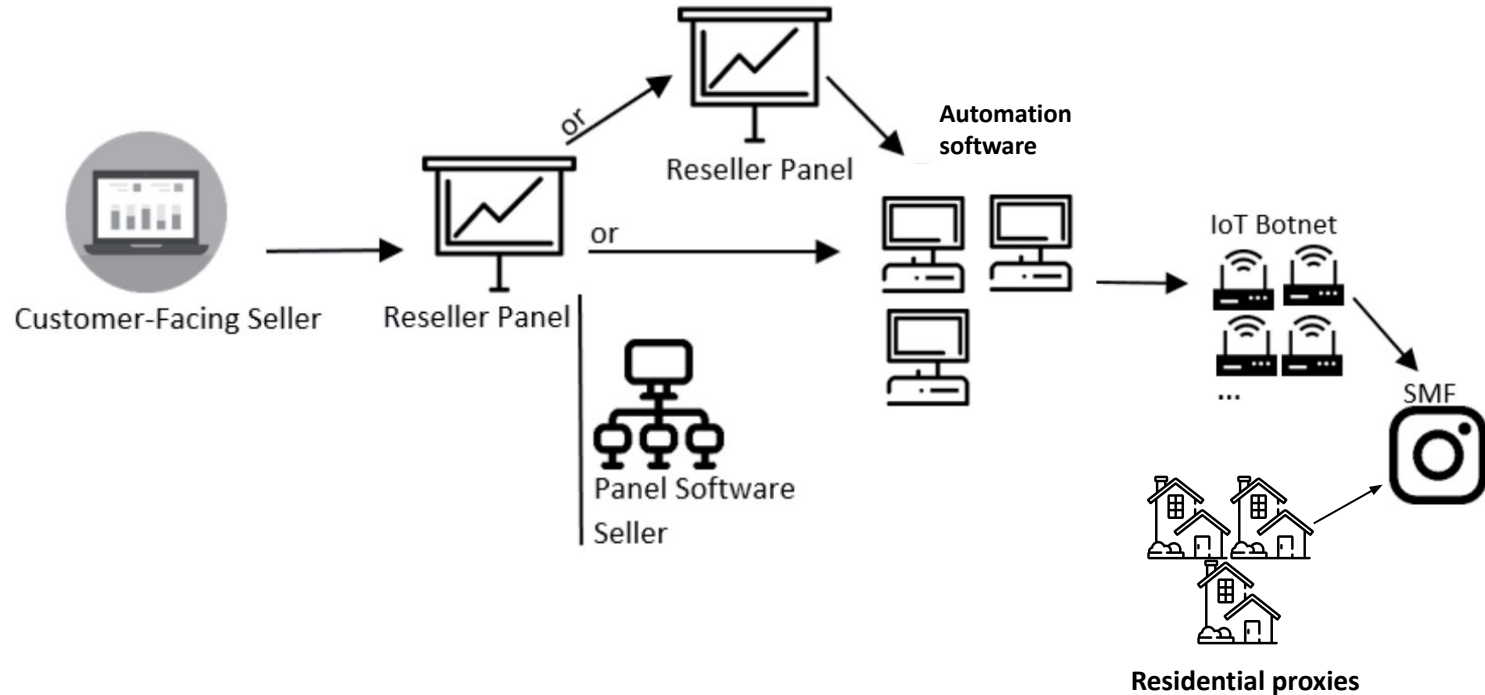 or
Reseller Panel
Automation
software
Customer-Facing Seller
Reseller Panel
or
IoT Botnet
...
SMF
Panel Software
Seller
Residential proxies